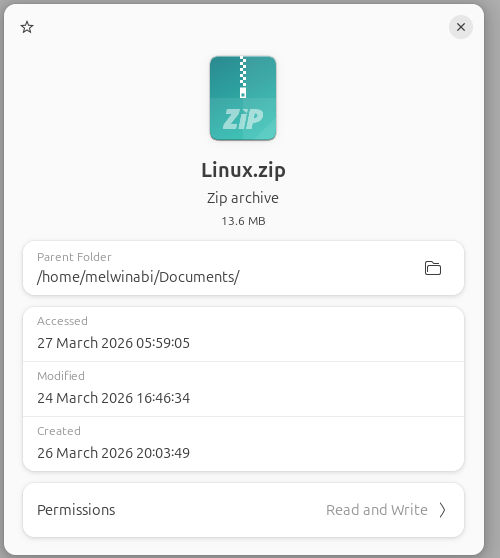 ZIP
Linux.zip
Zip archive
13.6 MB
Parent Folder
/home/melwinabi/Documents/
Accessed
27 March 2026 05:59:05
Modified
24 March 2026 16:46:34
Created
26 March 2026 20:03:49
Permissions
Read and Write